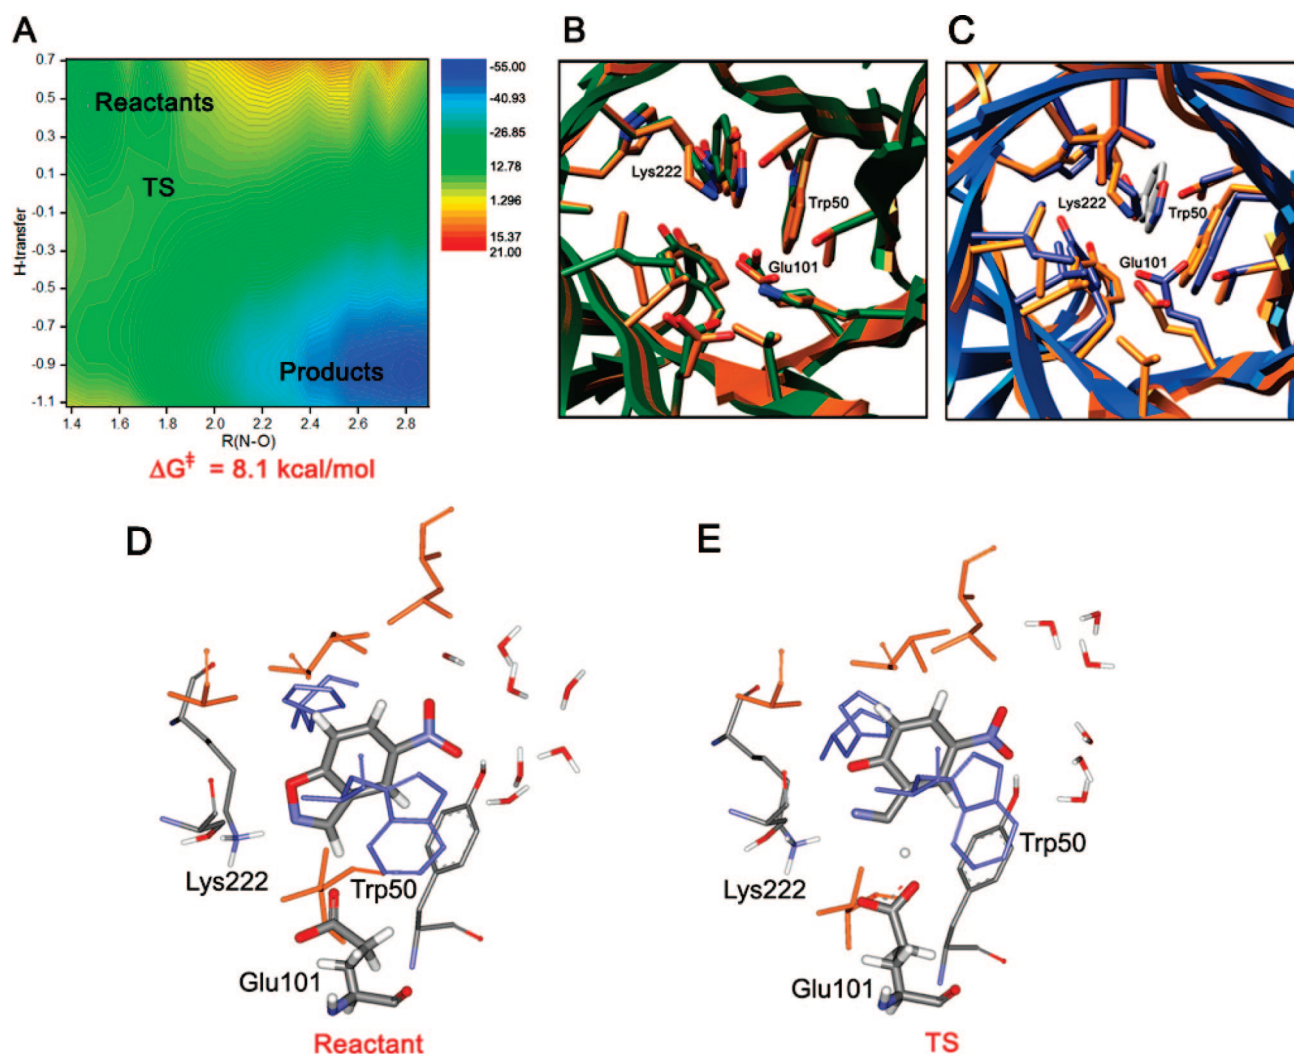 A
B
C
0.7
0.5
0.3
0.1
-0.1
-0.3
-0.5
-0.7
-0.9
-1.1
H-transfer
Reactants
TS
Products
1.4 1.6 1.8 2.0 2.2 2.4 2.6 2.8
R(N-O)
-55.00
-40.93
-26.85
12.78
1.296
15.37
21.00
ΔG‡ = 8.1 kcal/mol
Lys222
Trp50
Glu101
Lys222
Trp50
Glu101
D
E
Lys222
Trp50
Glu101
Reactant
Trp50
Lys222
Glu101
TS